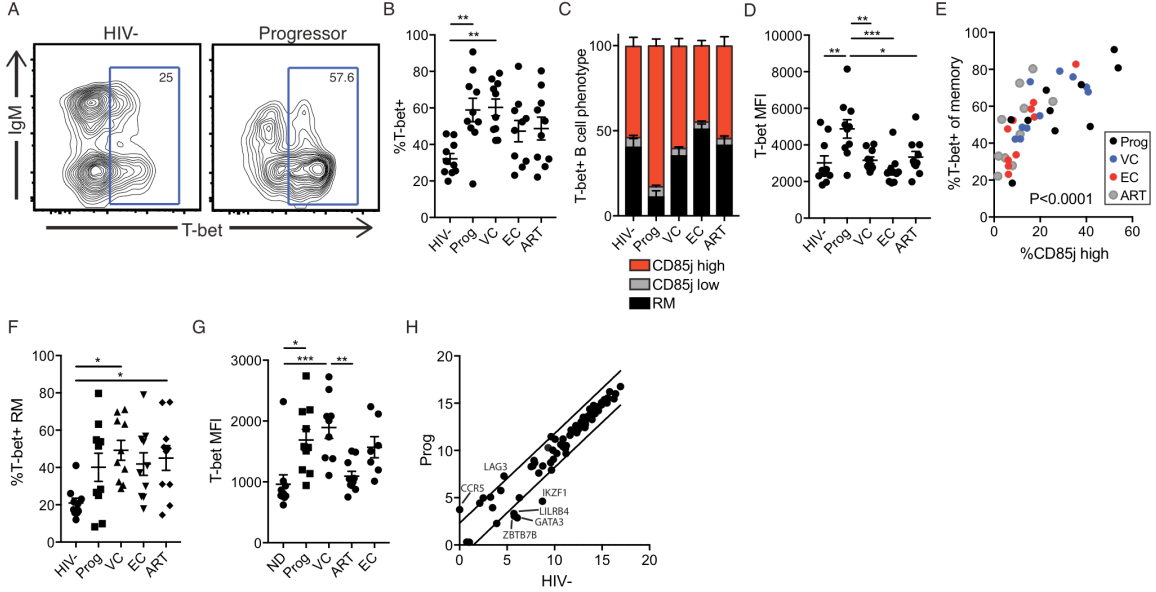 A
HIV-
Progressor
25
57.6
IgM
T-bet
B
**
**
100
80
60
40
20
0
%T-bet+
HIV-
Prog
VC
EC
ART
C
100
50
0
T-bet+ B cell phenotype
HIV-
Prog
VC
EC
ART
CD85j high
CD85j low
RM
D
**
***
**
*
10000
8000
6000
4000
2000
0
T-bet MFI
HIV-
Prog
VC
EC
ART
E
100
80
60
40
20
0
%T-bet+ of memory
0
20
40
60
%CD85j high
P<0.0001
Prog
VC
EC
ART
F
*
*
100
80
60
40
20
0
%T-bet+ RM
HIV-
Prog
VC
EC
ART
G
*
***
**
3000
2000
1000
0
T-bet MFI
ND
Prog
VC
ART
EC
H
20
15
10
5
0
Prog
LAG3
CCR5
IKZF1
LILRB4
GATA3
ZBTB7B
0
5
10
15
20
HIV-